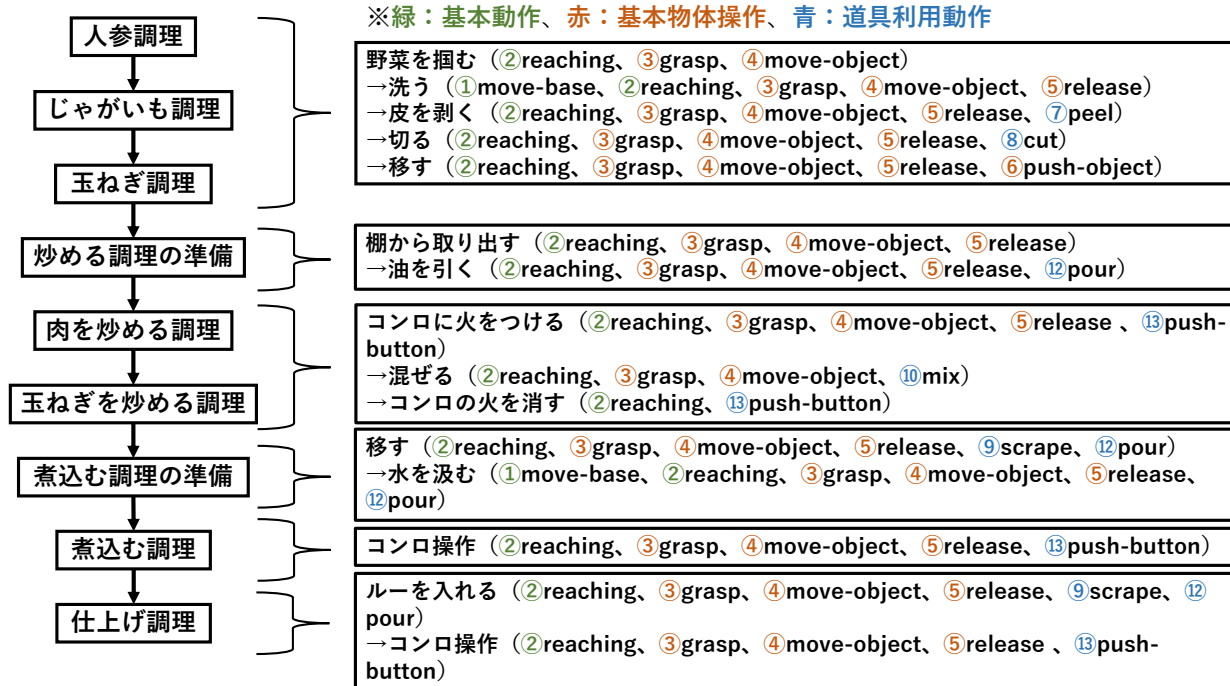 ※緑：基本動作、赤：基本物体操作、青：道具利用動作
人参調理
じゃがいも調理
玉ねぎ調理
野菜を掴む（②reaching、③grasp、④move-object）
→洗う（①move-base、②reaching、③grasp、④move-object、⑤release）
→皮を剥く（②reaching、③grasp、④move-object、⑤release、⑦peel）
→切る（②reaching、③grasp、④move-object、⑤release、⑧cut）
→移す（②reaching、③grasp、④move-object、⑤release、⑥push-object）
炒める調理の準備
棚から取り出す（②reaching、③grasp、④move-object、⑤release）
→油を引く（②reaching、③grasp、④move-object、⑤release、⑫pour）
肉を炒める調理
玉ねぎを炒める調理
コンロに火をつける（②reaching、③grasp、④move-object、⑤release 、⑬push-
button）
→混ぜる（②reaching、③grasp、④move-object、⑩mix）
→コンロの火を消す（②reaching、⑬push-button）
煮込む調理の準備
移す（②reaching、③grasp、④move-object、⑤release、⑨scrape、⑫pour）
→水を汲む（①move-base、②reaching、③grasp、④move-object、⑤release、
⑫pour）
煮込む調理
コンロ操作（②reaching、③grasp、④move-object、⑤release、⑬push-button）
仕上げ調理
ルーを入れる（②reaching、③grasp、④move-object、⑤release、⑨scrape、⑫
pour）
→コンロ操作（②reaching、③grasp、④move-object、⑤release 、⑬push-
button）